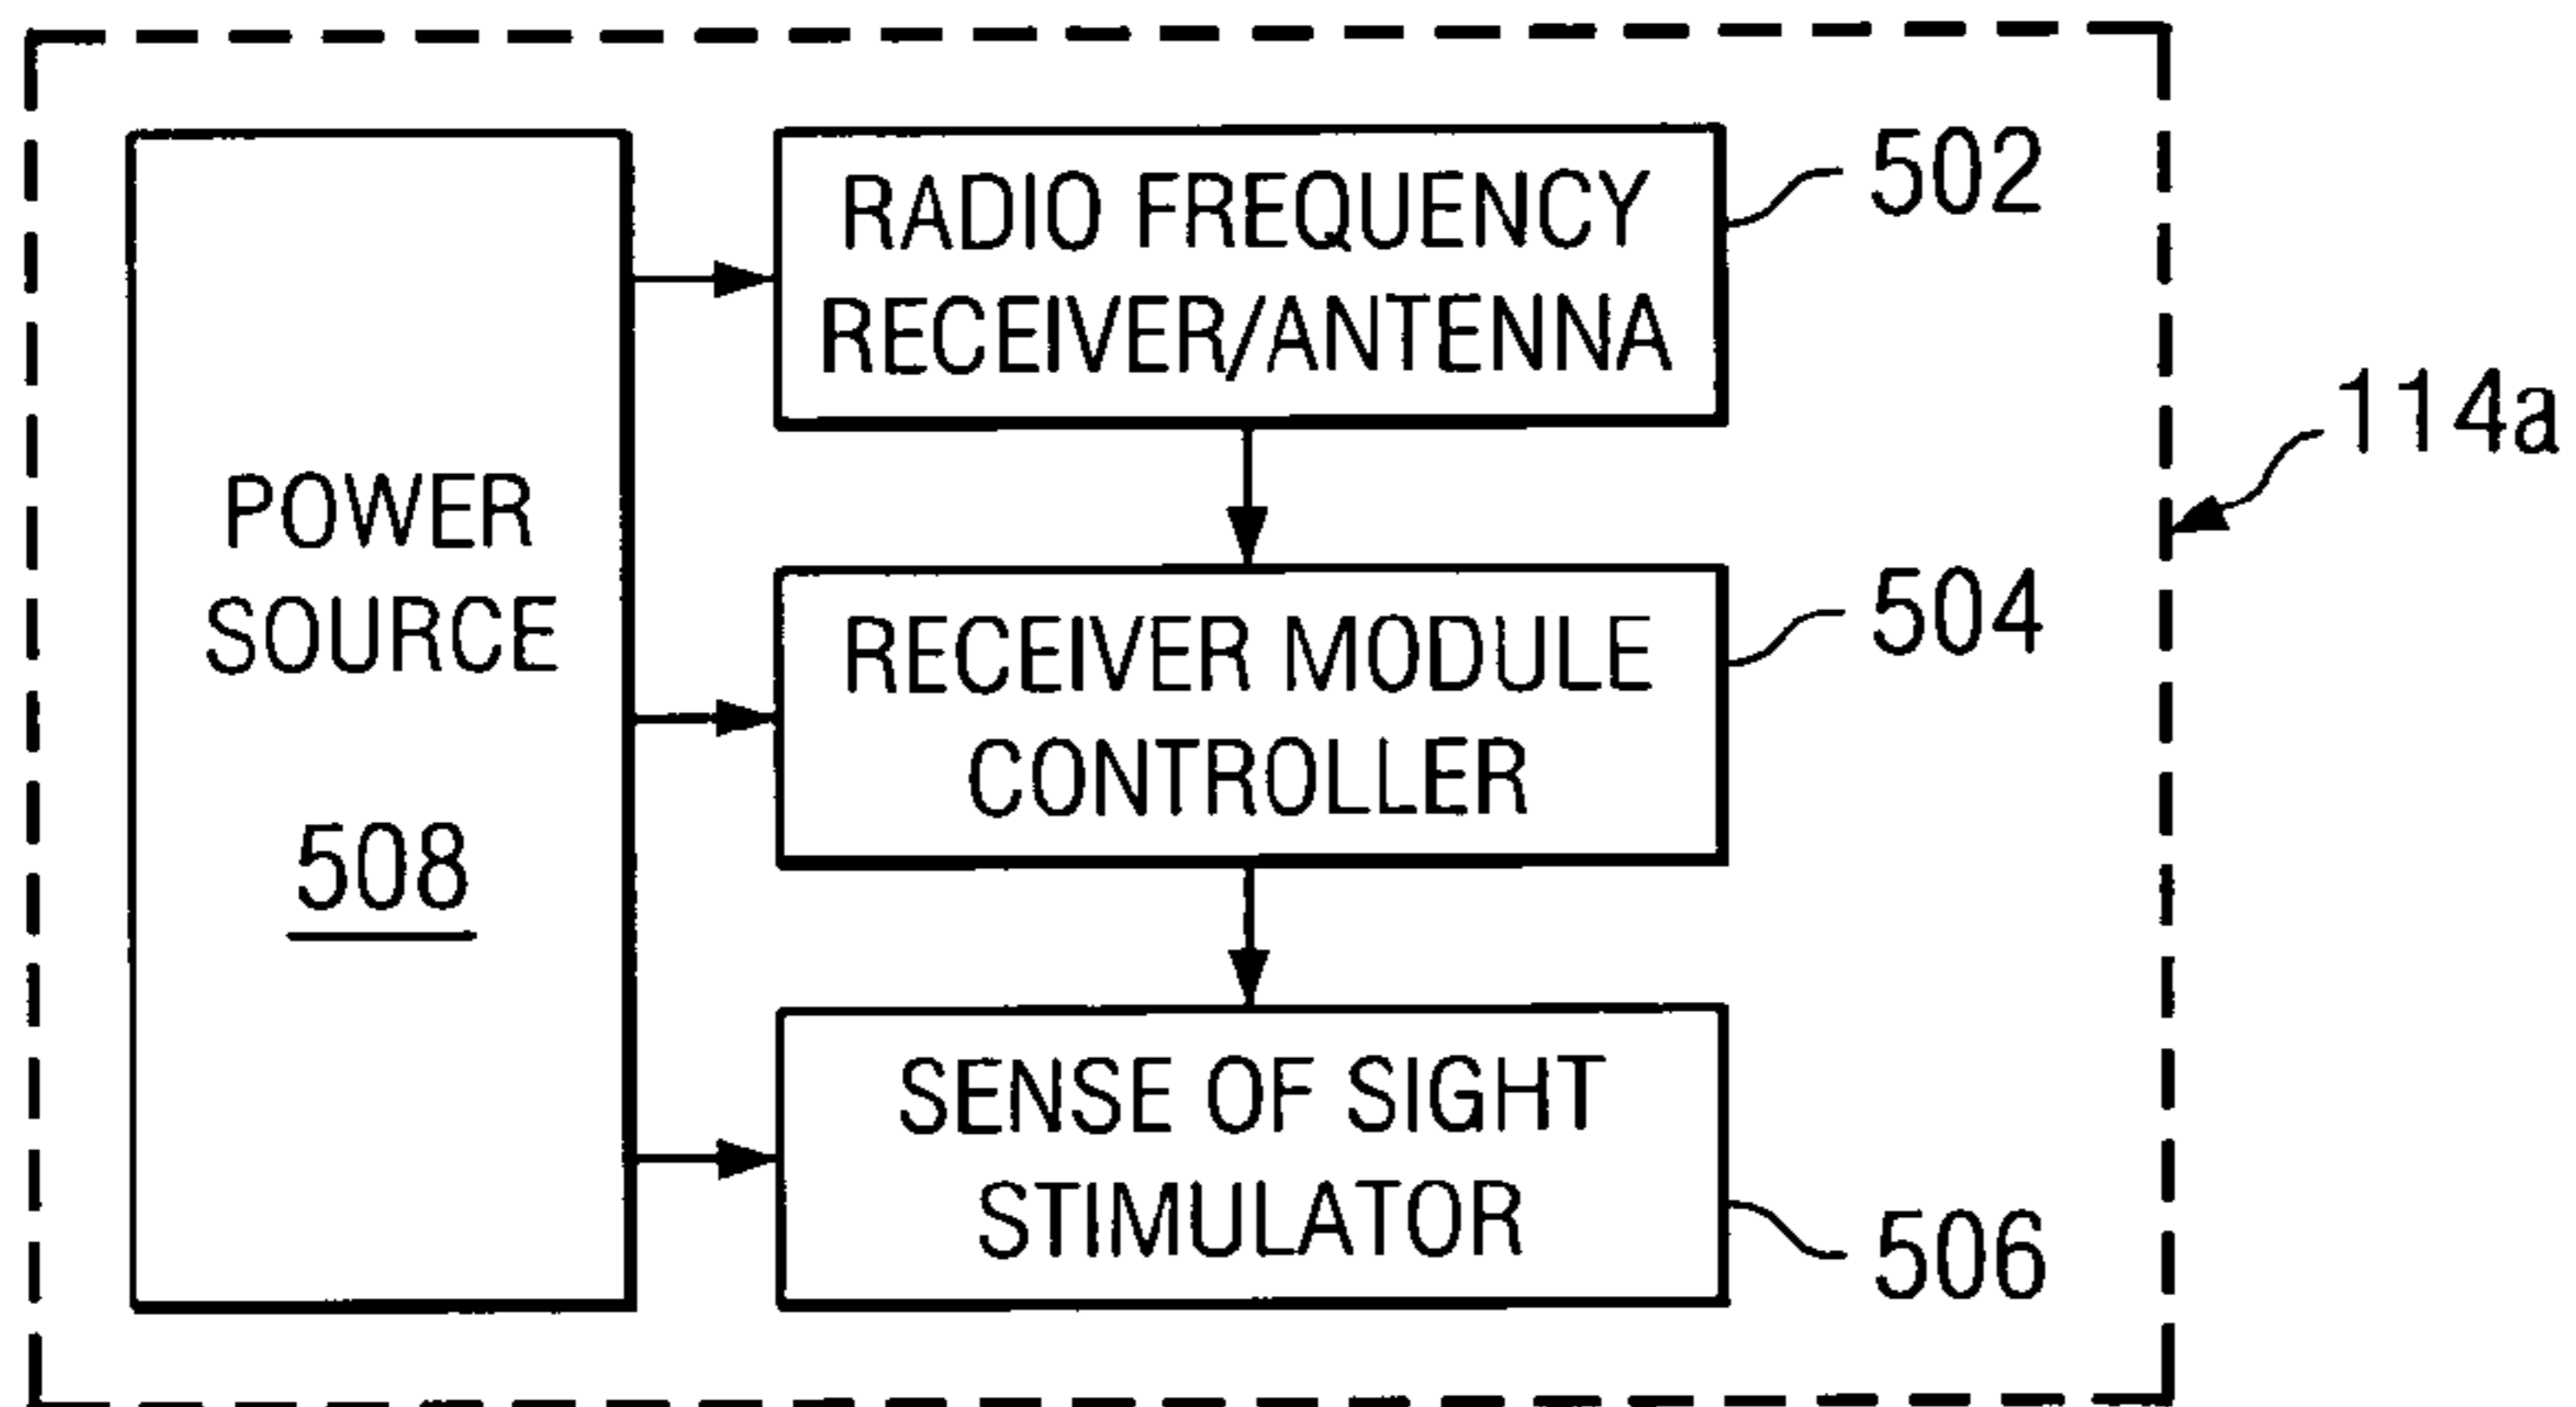 RADIO FREQUENCY
RECEIVER/ANTENNA
502
114a
POWER
SOURCE
508
RECEIVER MODULE
CONTROLLER
504
SENSE OF SIGHT
STIMULATOR
506